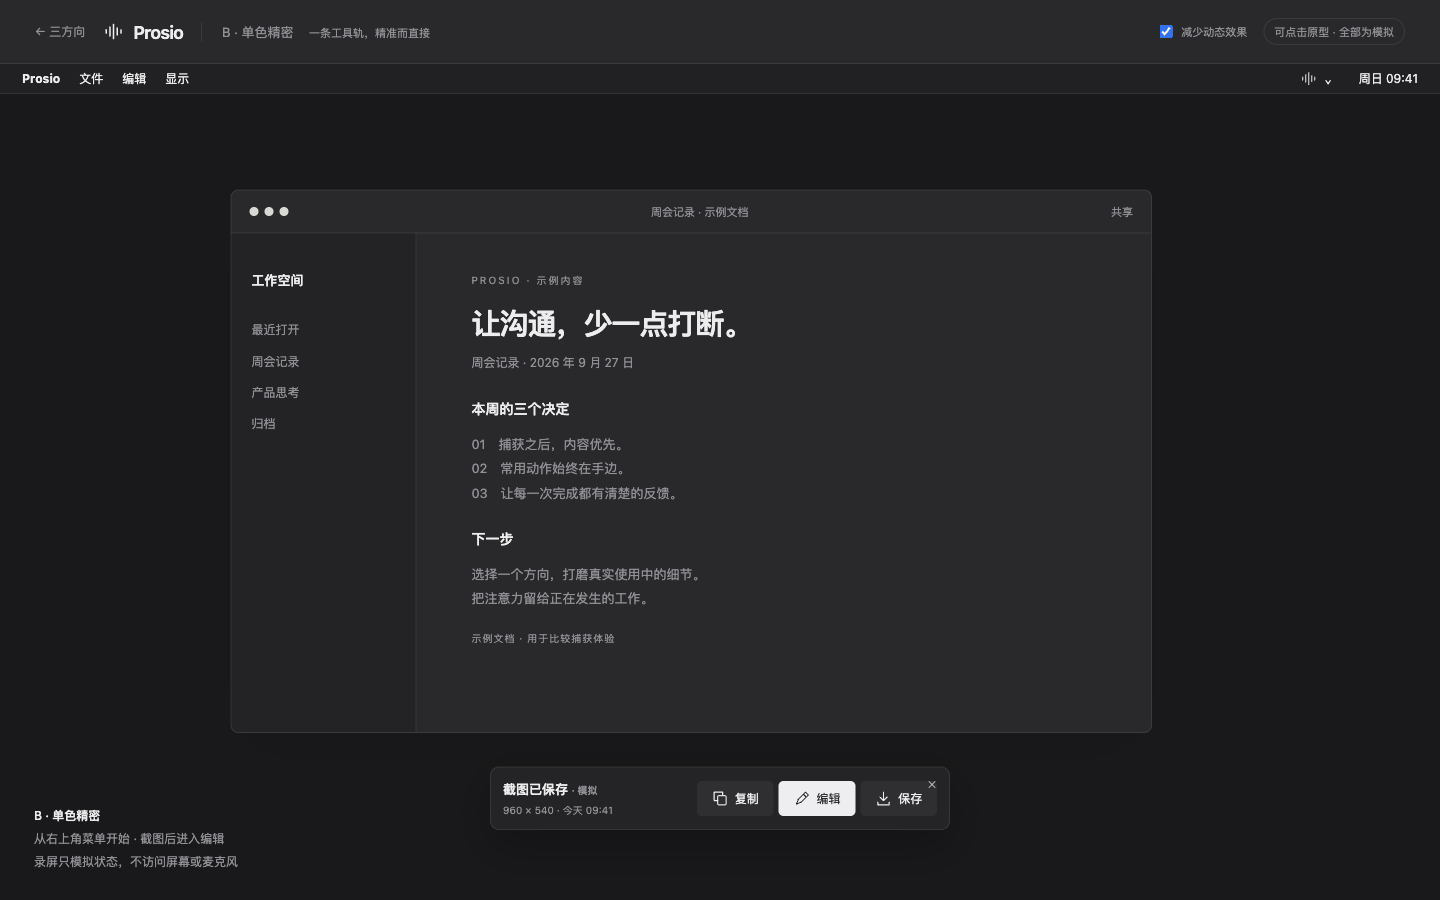 ← 三方向 Prosio B · 单色精密 一条工具轨，精准而直接 减少动态效果 可点击原型 · 全部为模拟
Prosio 文件 编辑 显示 周日 09:41
周会记录 · 示例文档 共享
工作空间
最近打开
周会记录
产品思考
归档
PROSIO · 示例内容
让沟通，少一点打断。
周会记录 · 2026 年 9 月 27 日
本周的三个决定
01 捕获之后，内容优先。
02 常用动作始终在手边。
03 让每一次完成都有清楚的反馈。
下一步
选择一个方向，打磨真实使用中的细节。
把注意力留给正在发生的工作。
示例文档 · 用于比较捕获体验
截图已保存 · 模拟
960 × 540 · 今天 09:41
复制 编辑 保存
B · 单色精密
从右上角菜单开始 · 截图后进入编辑
录屏只模拟状态，不访问屏幕或麦克风